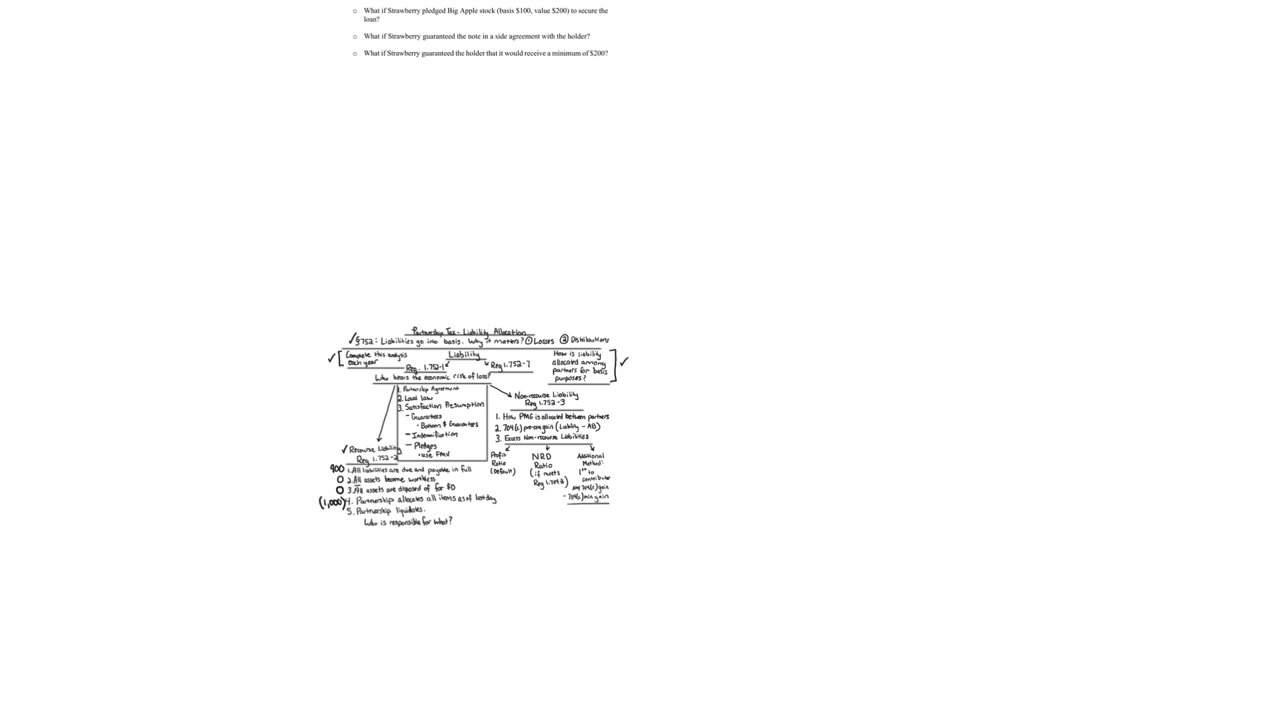 o What if Strawberry pledged Big Apple stock (basis $100, value $200) to secure the
loan?
o What if Strawberry guaranteed the note in a side agreement with the holder?
o What if Strawberry guaranteed the holder that it would receive a minimum of $200?
Partnership Tax - Liability Allocation
✓§752: Liabilities go into basis. Why it matters? ① Losses ② Distributions
✓ [Complete this analysis
each year
Liability
Reg. 1.752-1
Reg 1.752-7
How is liability
allocated among
partners for basis
purposes? ] ✓
Who bears the economic risk of loss?
1. Partnership Agreement
2. Local law
3. Satisfaction Presumption
- Guarantees
• Bottom $ Guarantees
- Indemnification
- Pledges
• Use FMV
Non-recourse Liability
Reg 1.752-3
1. How PMG is allocated between partners
2. 704(c) pre-con gain (Liability - AB)
3. Excess Non-recourse Liabilities
Profit
Ratio
(Default)
NRD
Ratio
(if meets
Reg 1.704-2)
Additional
Method:
1st to
contributor
any 704(c) gain
- 704(c) min gain
✓ Recourse Liability
Reg 1.752-2
900 1. All liabilities are due and payable in full
0 2. All assets become worthless
0 3. All assets are disposed of for $0
(1,000) 4. Partnership allocates all items as of last day
5. Partnership liquidates.
Who is responsible for what?